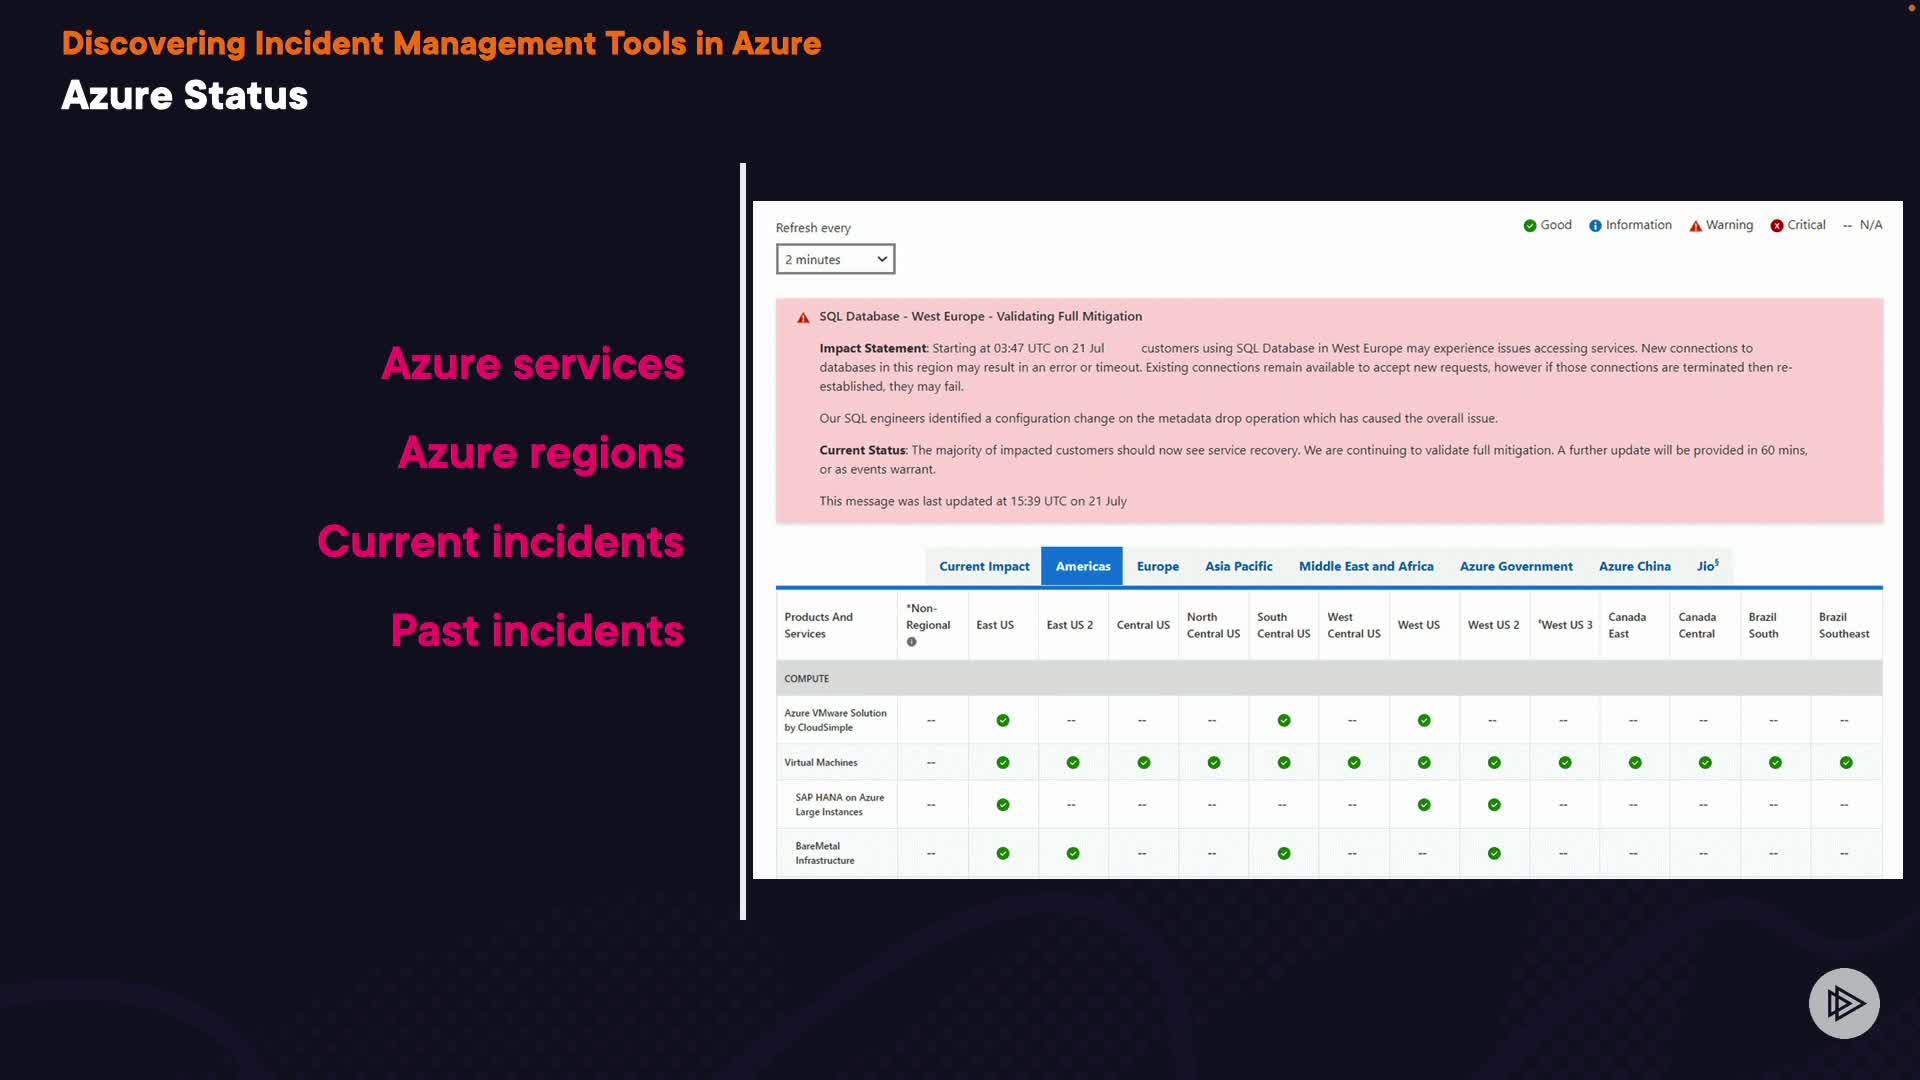 Discovering Incident Management Tools in Azure
Azure Status
Azure services
Azure regions
Current incidents
Past incidents
Refresh every
2 minutes
Good
Information
Warning
Critical
-- N/A
SQL Database - West Europe - Validating Full Mitigation
Impact Statement: Starting at 03:47 UTC on 21 Jul customers using SQL Database in West Europe may experience issues accessing services. New connections to
databases in this region may result in an error or timeout. Existing connections remain available to accept new requests, however if those connections are terminated then re-
established, they may fail.
Our SQL engineers identified a configuration change on the metadata drop operation which has caused the overall issue.
Current Status: The majority of impacted customers should now see service recovery. We are continuing to validate full mitigation. A further update will be provided in 60 mins,
or as events warrant.
This message was last updated at 15:39 UTC on 21 July
Current Impact
Americas
Europe
Asia Pacific
Middle East and Africa
Azure Government
Azure China
Jio§
Products And
Services
*Non-
Regional
East US
East US 2
Central US
North
Central US
South
Central US
West
Central US
West US
West US 2
‡West US 3
Canada
East
Canada
Central
Brazil
South
Brazil
Southeast
COMPUTE
Azure VMware Solution
by CloudSimple
-- -- -- -- -- -- -- -- -- -- --
Virtual Machines
--
SAP HANA on Azure
Large Instances
-- -- -- -- -- -- -- -- -- -- --
BareMetal
Infrastructure
-- -- -- -- -- -- -- -- -- --